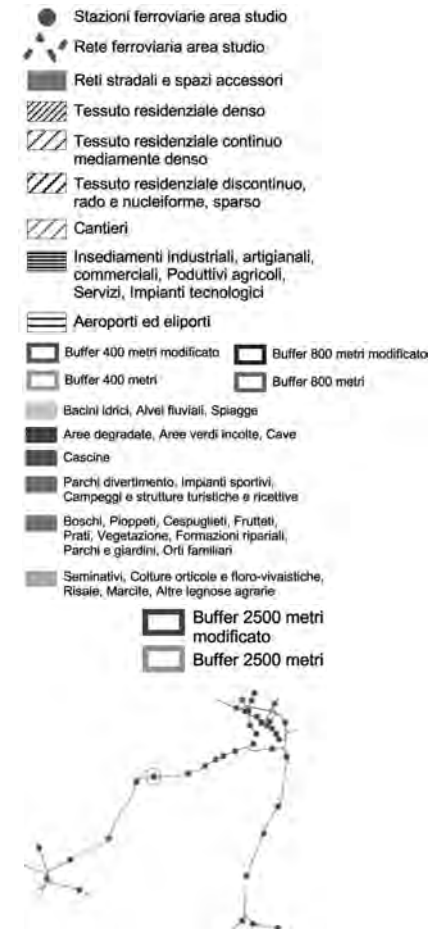 Stazioni ferroviarie area studio
Rete ferroviaria area studio
Reti stradali e spazi accessori
Tessuto residenziale denso
Tessuto residenziale continuo
mediamente denso
Tessuto residenziale discontinuo,
rado e nucleiforme, sparso
Cantieri
Insediamenti industriali, artigianali,
commerciali, Poduttivi agricoli,
Servizi, Impianti tecnologici
Aeroporti ed eliporti
Buffer 400 metri modificato
Buffer 800 metri modificato
Buffer 400 metri
Buffer 800 metri
Bacini idrici, Alvei fluviali, Spiagge
Aree degradate, Aree verdi incolte, Cave
Cascine
Parchi divertimento, Impianti sportivi,
Campeggi e strutture turistiche e ricettive
Boschi, Pioppeti, Cespuglieti, Frutteti,
Prati, Vegetazione, Formazioni ripariali,
Parchi e giardini, Orti familiari
Seminativi, Colture orticole e floro-vivaistiche,
Risaie, Marcite, Altre legnose agrarie
Buffer 2500 metri
modificato
Buffer 2500 metri